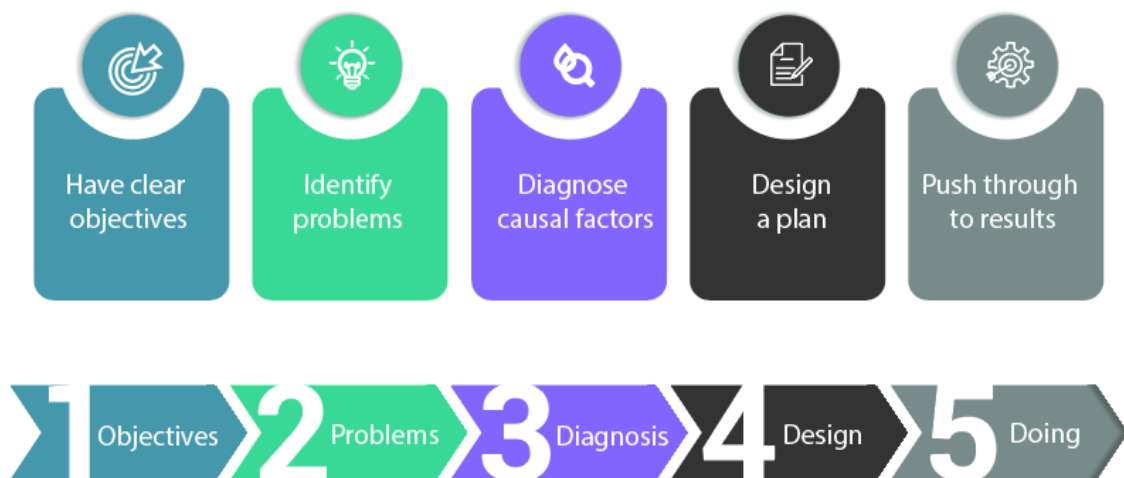 Have clear
objectives
Identify
problems
Diagnose
causal factors
Design
a plan
Push through
to results
1 Objectives
2 Problems
3 Diagnosis
4 Design
5 Doing